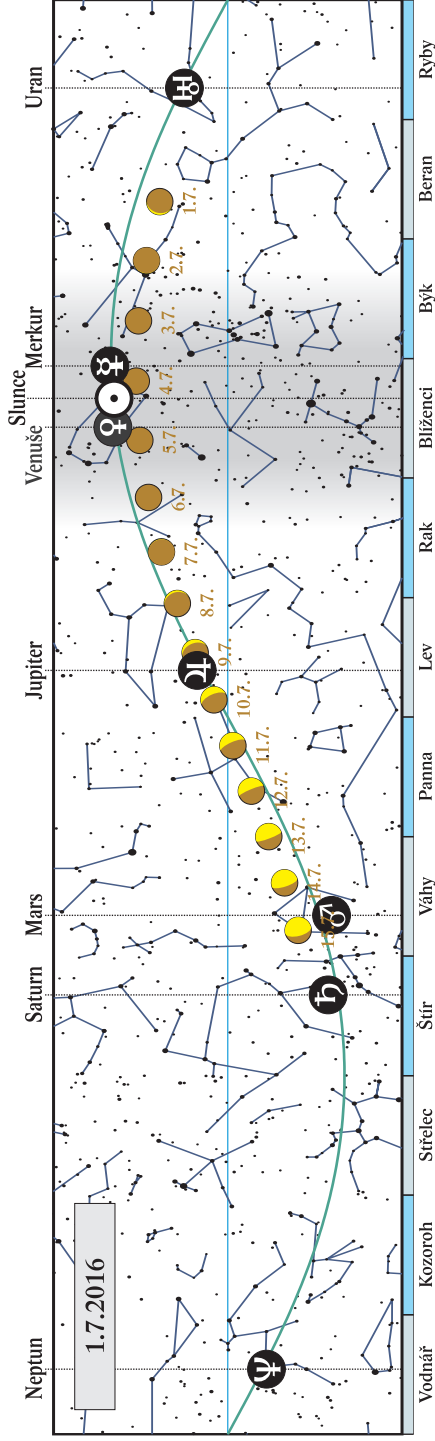 Neptun Saturn Mars Jupiter Venuše Slunce Merkur Uran
1.7.2016
15.7. 14.7. 13.7. 12.7. 11.7. 10.7. 9.7. 8.7. 7.7. 6.7. 5.7. 4.7. 3.7. 2.7. 1.7.
Vodnář Kozoroh Střelec Štír Váhy Panna Lev Rak Blíženci Býk Beran Ryby